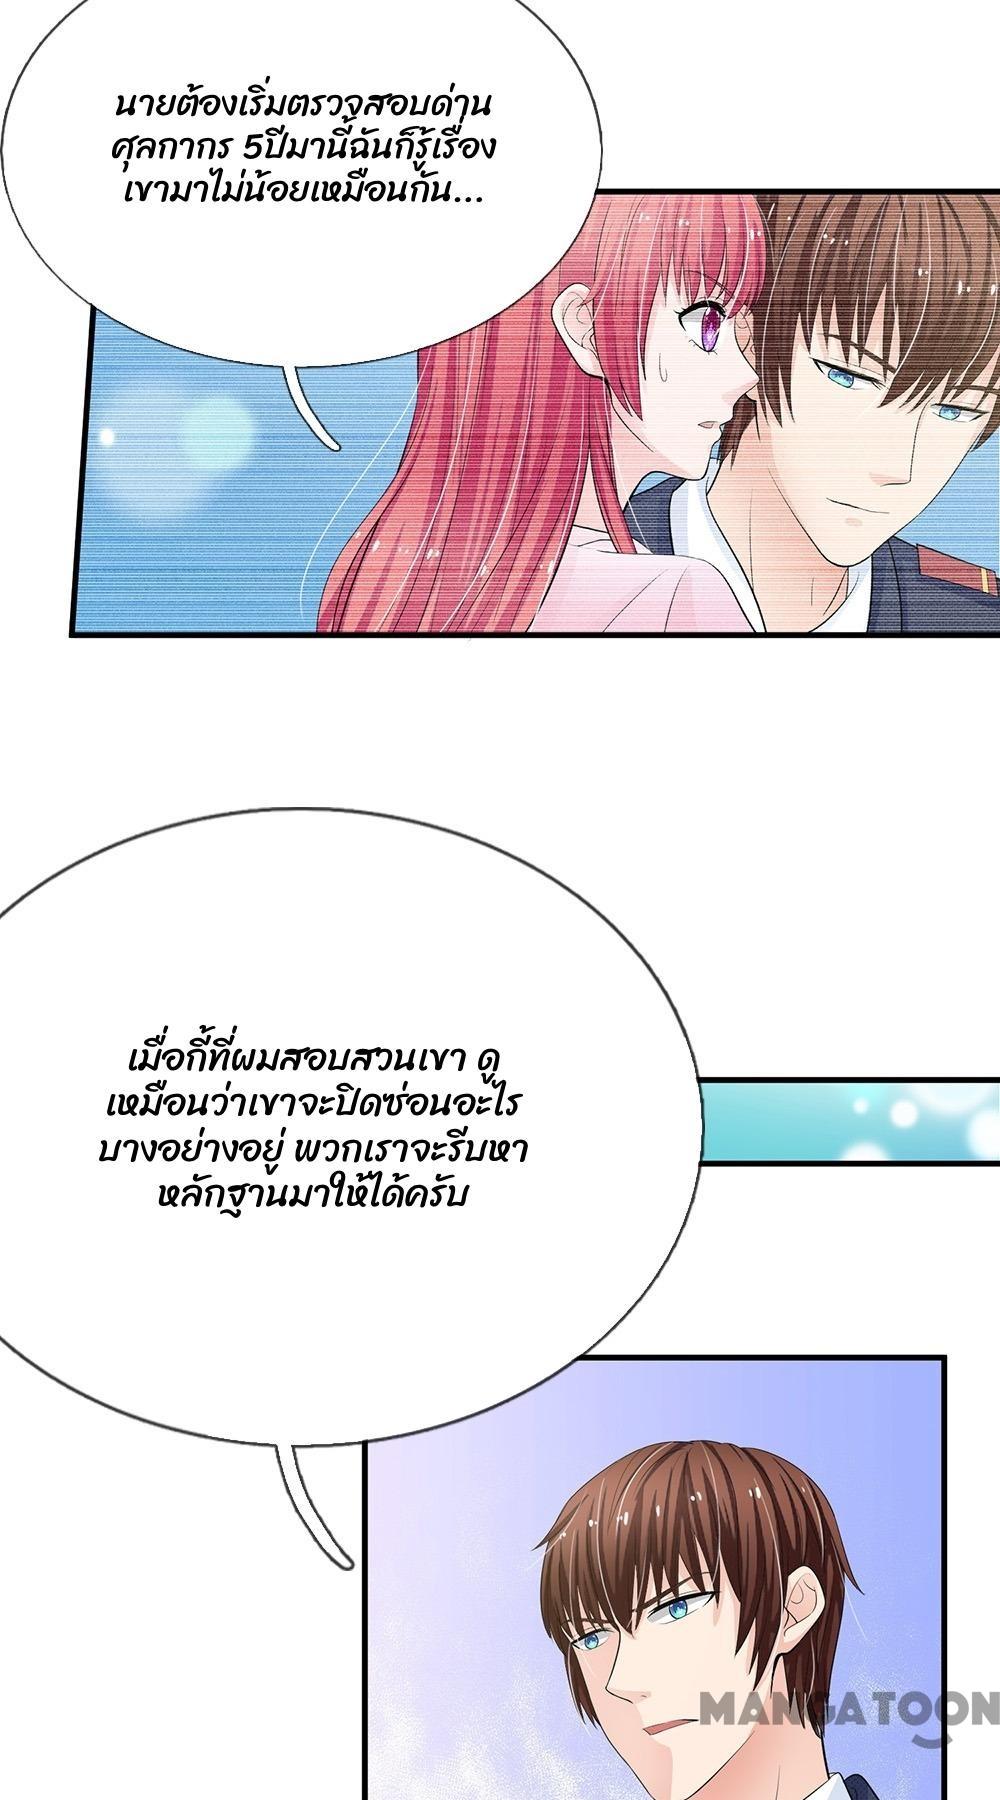 นายต้องเริ่มตรวจสอบด่าน
ศุลกากร 5ปีมานี้ฉันก็รู้เรื่อง
เขามาไม่น้อยเหมือนกัน...
เมื่อกี้ที่ผมสอบสวนเขา ดู
เหมือนว่าเขาจะปิดซ่อนอะไร
บางอย่างอยู่ พวกเราจะรีบหา
หลักฐานมาให้ได้ครับ
MANGATOON